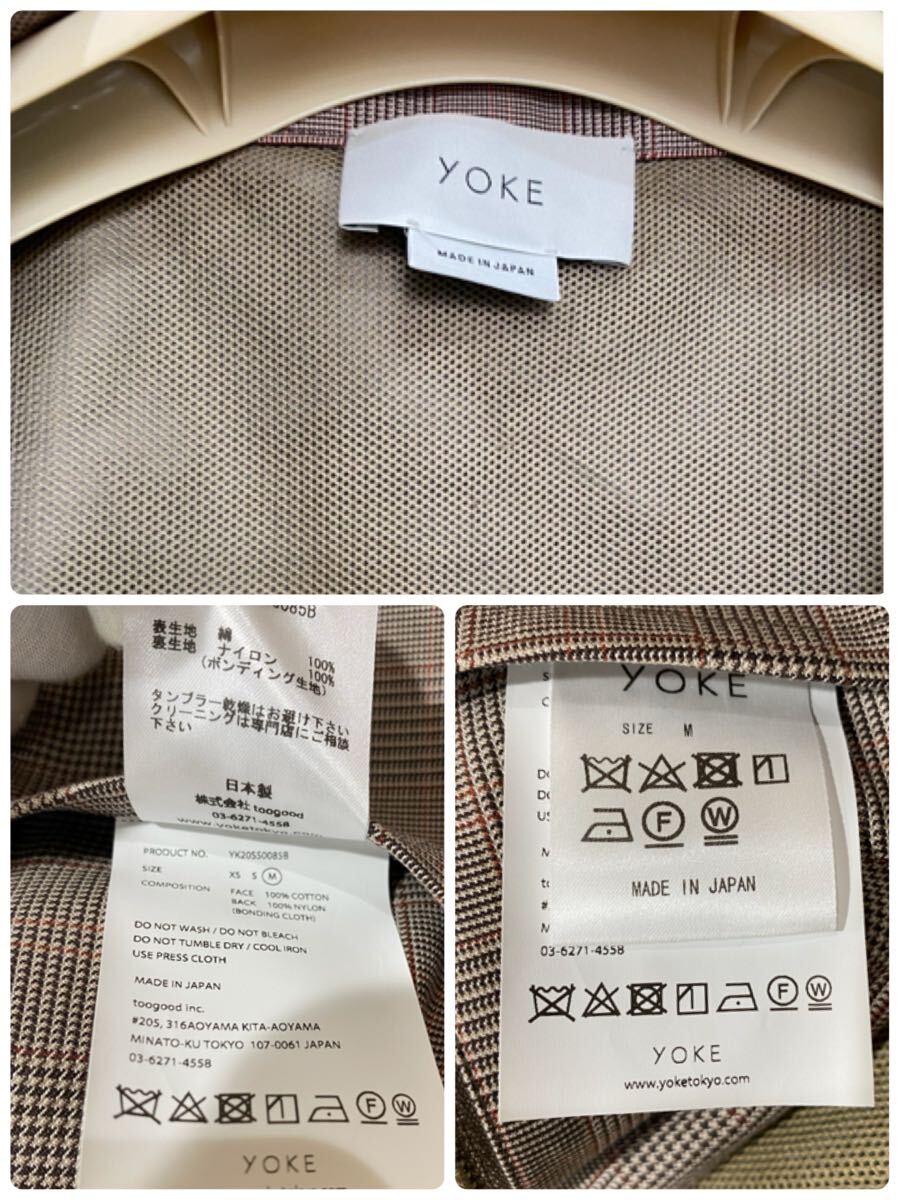 YOKE
MADE IN JAPAN
0085B
表生地 綿 100%
裏生地 ナイロン 100%
(ボンディング生地)
タンブラー乾燥はお避け下さい
クリーニングは専門店にご相談
下さい
日本製
株式会社 toogood
03-6271-4558
www.yoketokyo.com
PRODUCT NO. YK20SS0085B
SIZE XS S M
COMPOSITION FACE 100% COTTON
BACK 100% NYLON
(BONDING CLOTH)
DO NOT WASH / DO NOT BLEACH
DO NOT TUMBLE DRY / COOL IRON
USE PRESS CLOTH
MADE IN JAPAN
toogood inc.
#205, 316AOYAMA KITA-AOYAMA
MINATO-KU TOKYO 107-0061 JAPAN
03-6271-4558
F W
YOKE
YOKE
SIZE M
F W
MADE IN JAPAN
03-6271-4558
F W
YOKE
www.yoketokyo.com